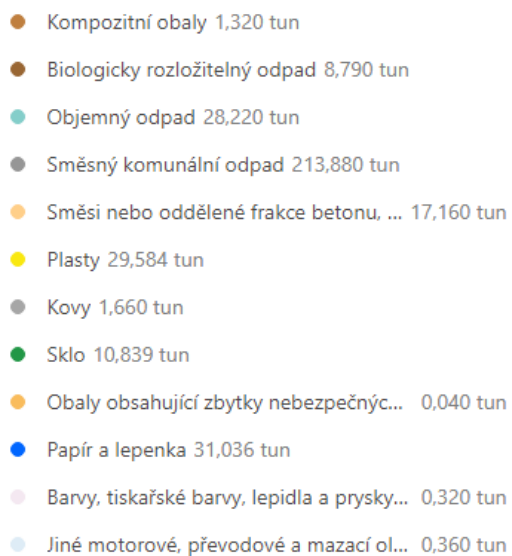 Kompozitní obaly 1,320 tun
Biologicky rozložitelný odpad 8,790 tun
Objemný odpad 28,220 tun
Směsný komunální odpad 213,880 tun
Směsi nebo oddělené frakce betonu, ... 17,160 tun
Plasty 29,584 tun
Kovy 1,660 tun
Sklo 10,839 tun
Obaly obsahující zbytky nebezpečnýc... 0,040 tun
Papír a lepenka 31,036 tun
Barvy, tiskařské barvy, lepidla a prysky... 0,320 tun
Jiné motorové, převodové a mazací ol... 0,360 tun